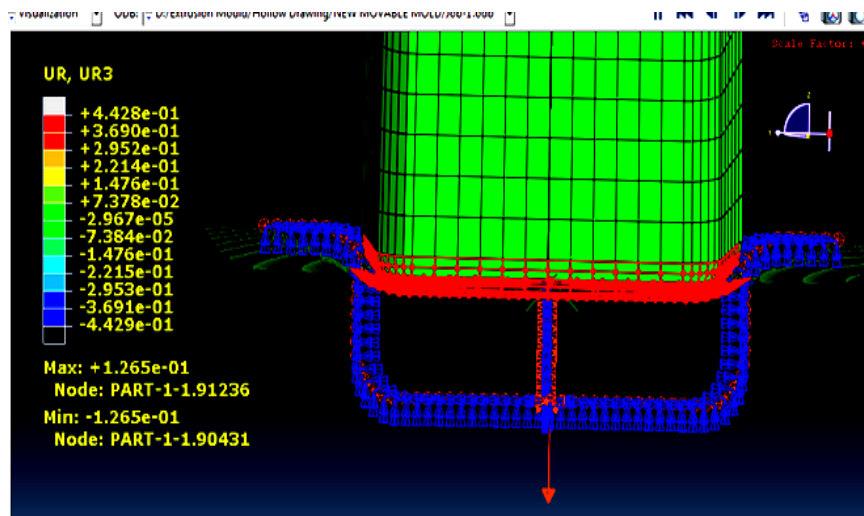 Visualization ODB: D:/Extrusion Mould/Hollow Drawing/NEW MOVABLE MOLD/Job-1.odb
Scale Factor: +
UR, UR3
+4.428e-01
+3.690e-01
+2.952e-01
+2.214e-01
+1.476e-01
+7.378e-02
-2.967e-05
-7.384e-02
-1.476e-01
-2.215e-01
-2.953e-01
-3.691e-01
-4.429e-01
Max: +1.265e-01
Node: PART-1-1.91236
Min: -1.265e-01
Node: PART-1-1.90431